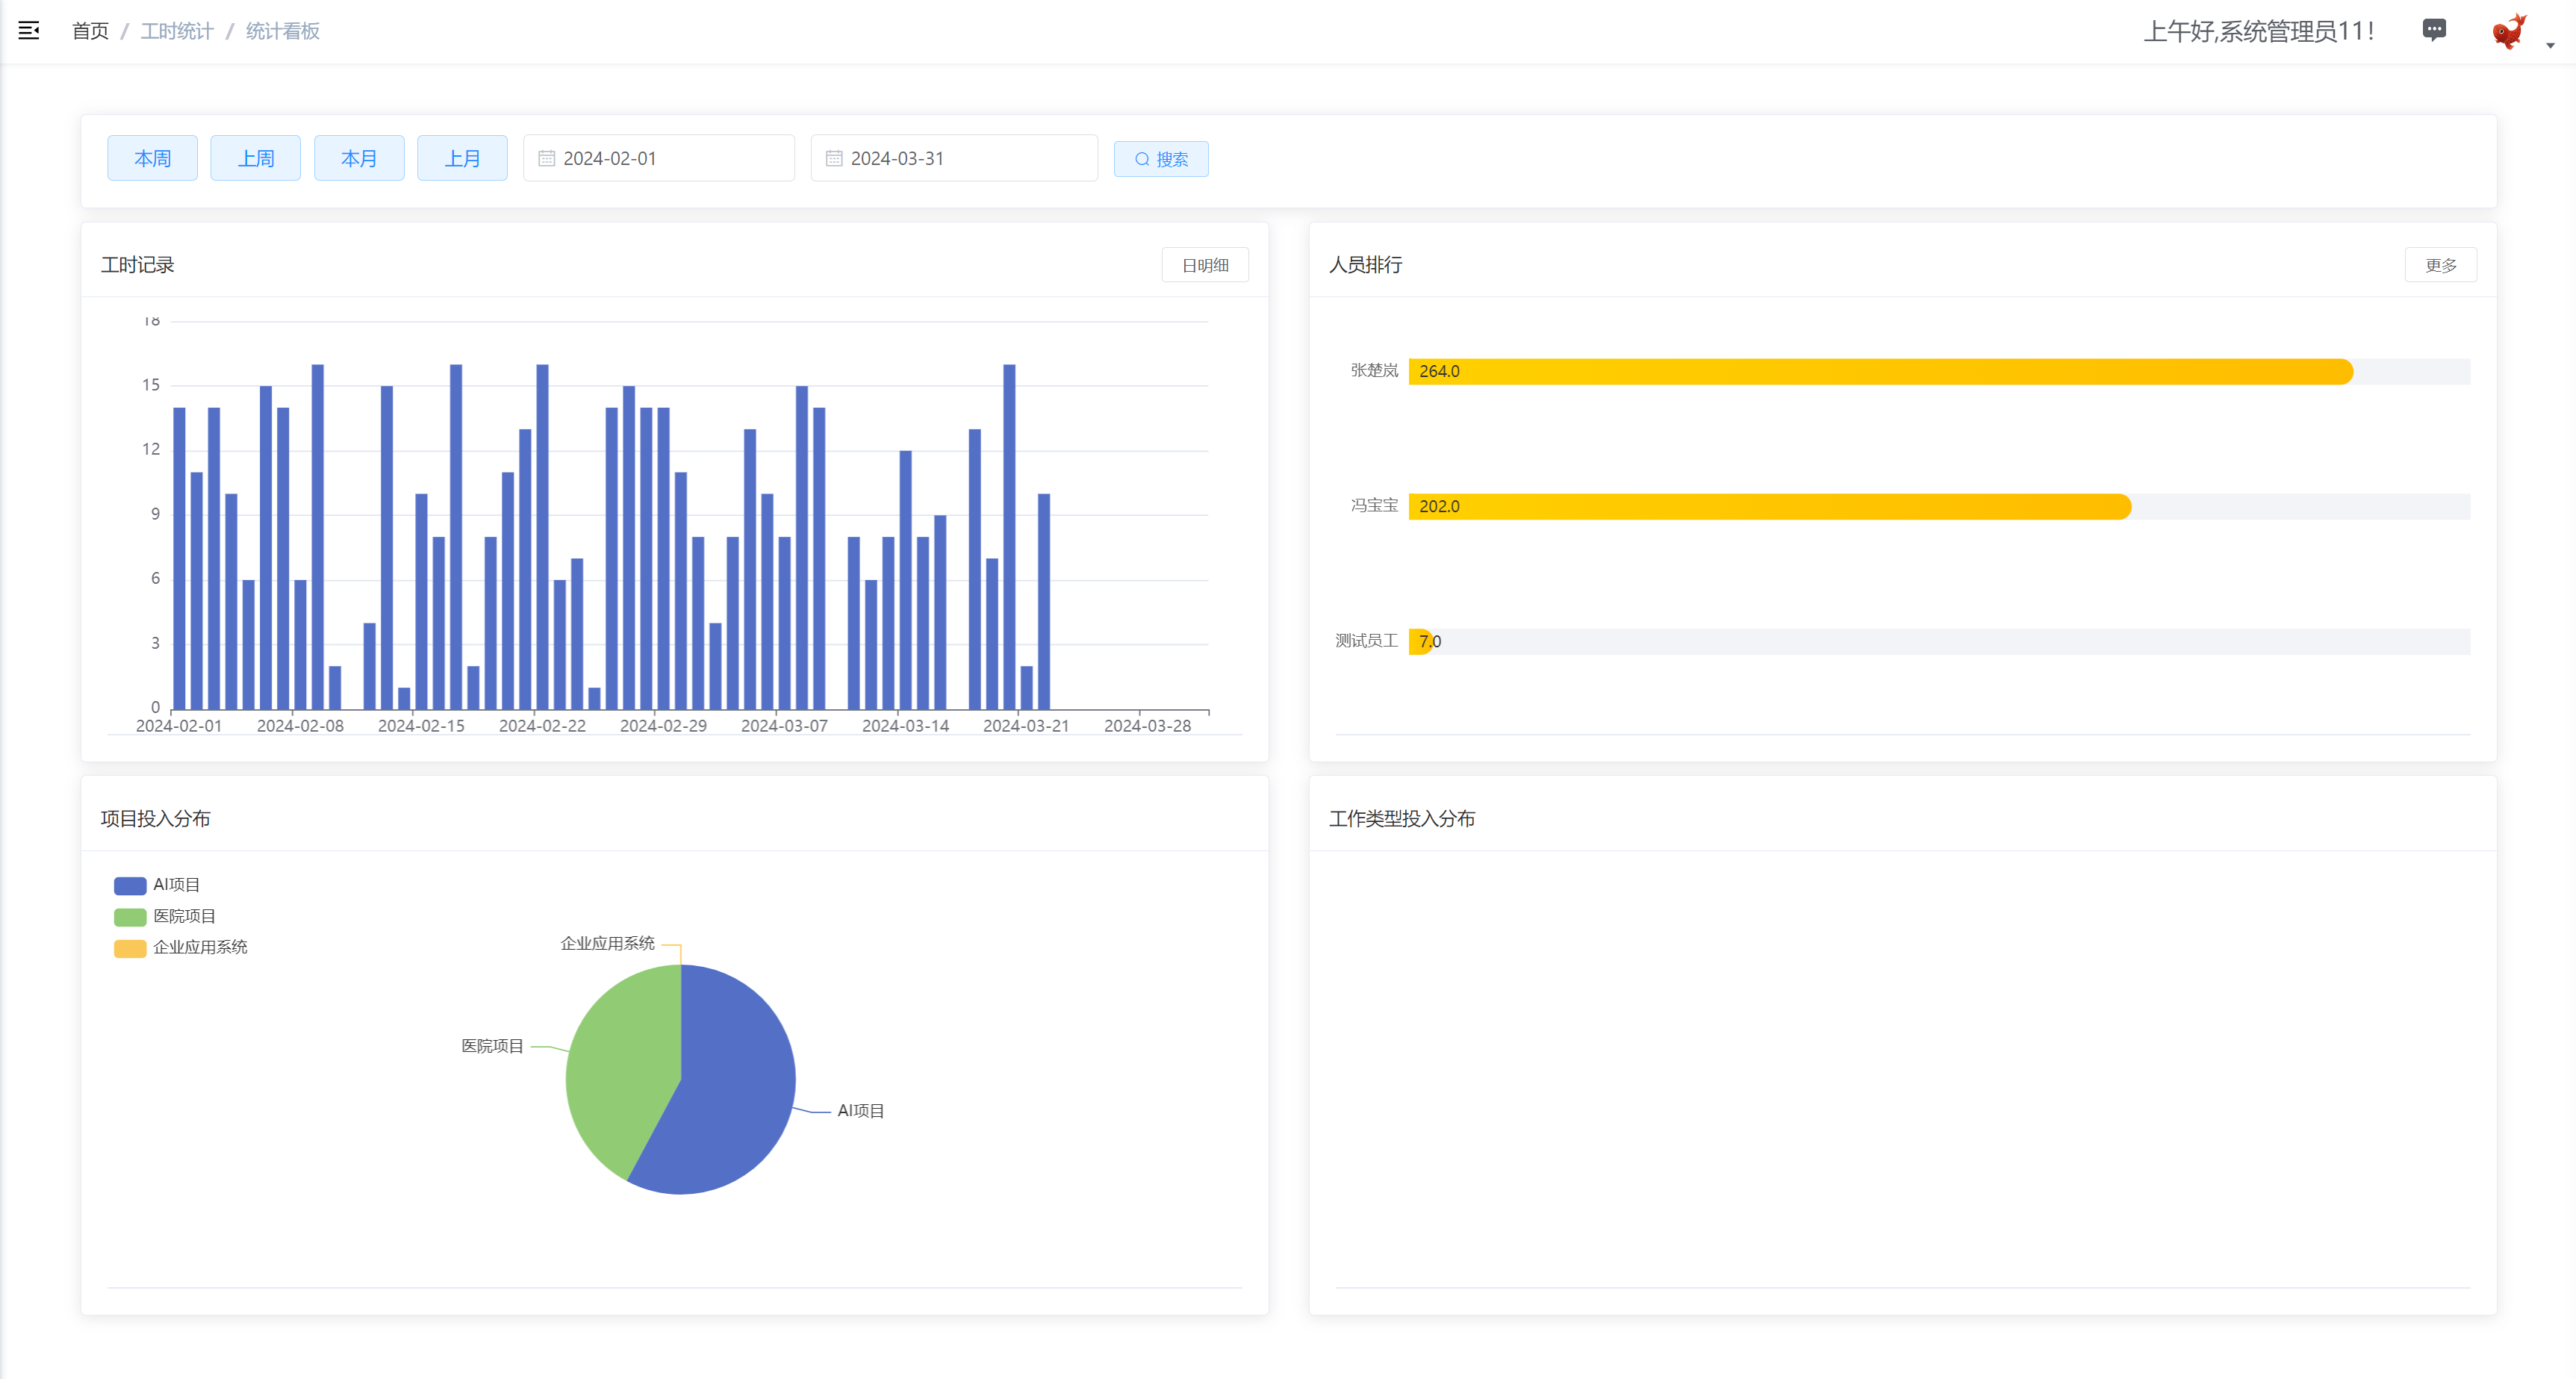 首页 / 工时统计 / 统计看板
上午好,系统管理员11!
本周 上周 本月 上月 2024-02-01 2024-03-31 搜索
工时记录 日明细
18
15
12
9
6
3
0
2024-02-01 2024-02-08 2024-02-15 2024-02-22 2024-02-29 2024-03-07 2024-03-14 2024-03-21 2024-03-28
人员排行 更多
张楚岚 264.0
冯宝宝 202.0
测试员工 7.0
项目投入分布
AI项目
医院项目
企业应用系统
企业应用系统
医院项目
AI项目
工作类型投入分布